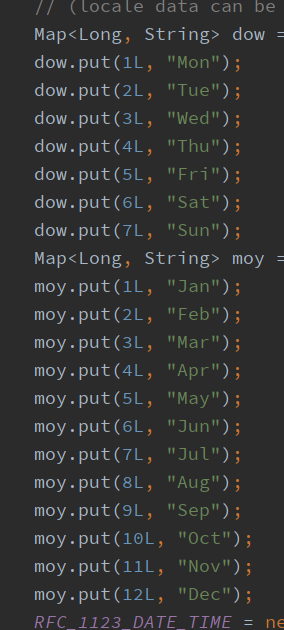 // (locale data can be
Map<Long, String> dow =
dow.put(1L, "Mon");
dow.put(2L, "Tue");
dow.put(3L, "Wed");
dow.put(4L, "Thu");
dow.put(5L, "Fri");
dow.put(6L, "Sat");
dow.put(7L, "Sun");
Map<Long, String> moy =
moy.put(1L, "Jan");
moy.put(2L, "Feb");
moy.put(3L, "Mar");
moy.put(4L, "Apr");
moy.put(5L, "May");
moy.put(6L, "Jun");
moy.put(7L, "Jul");
moy.put(8L, "Aug");
moy.put(9L, "Sep");
moy.put(10L, "Oct");
moy.put(11L, "Nov");
moy.put(12L, "Dec");
RFC_1123_DATE_TIME = ne